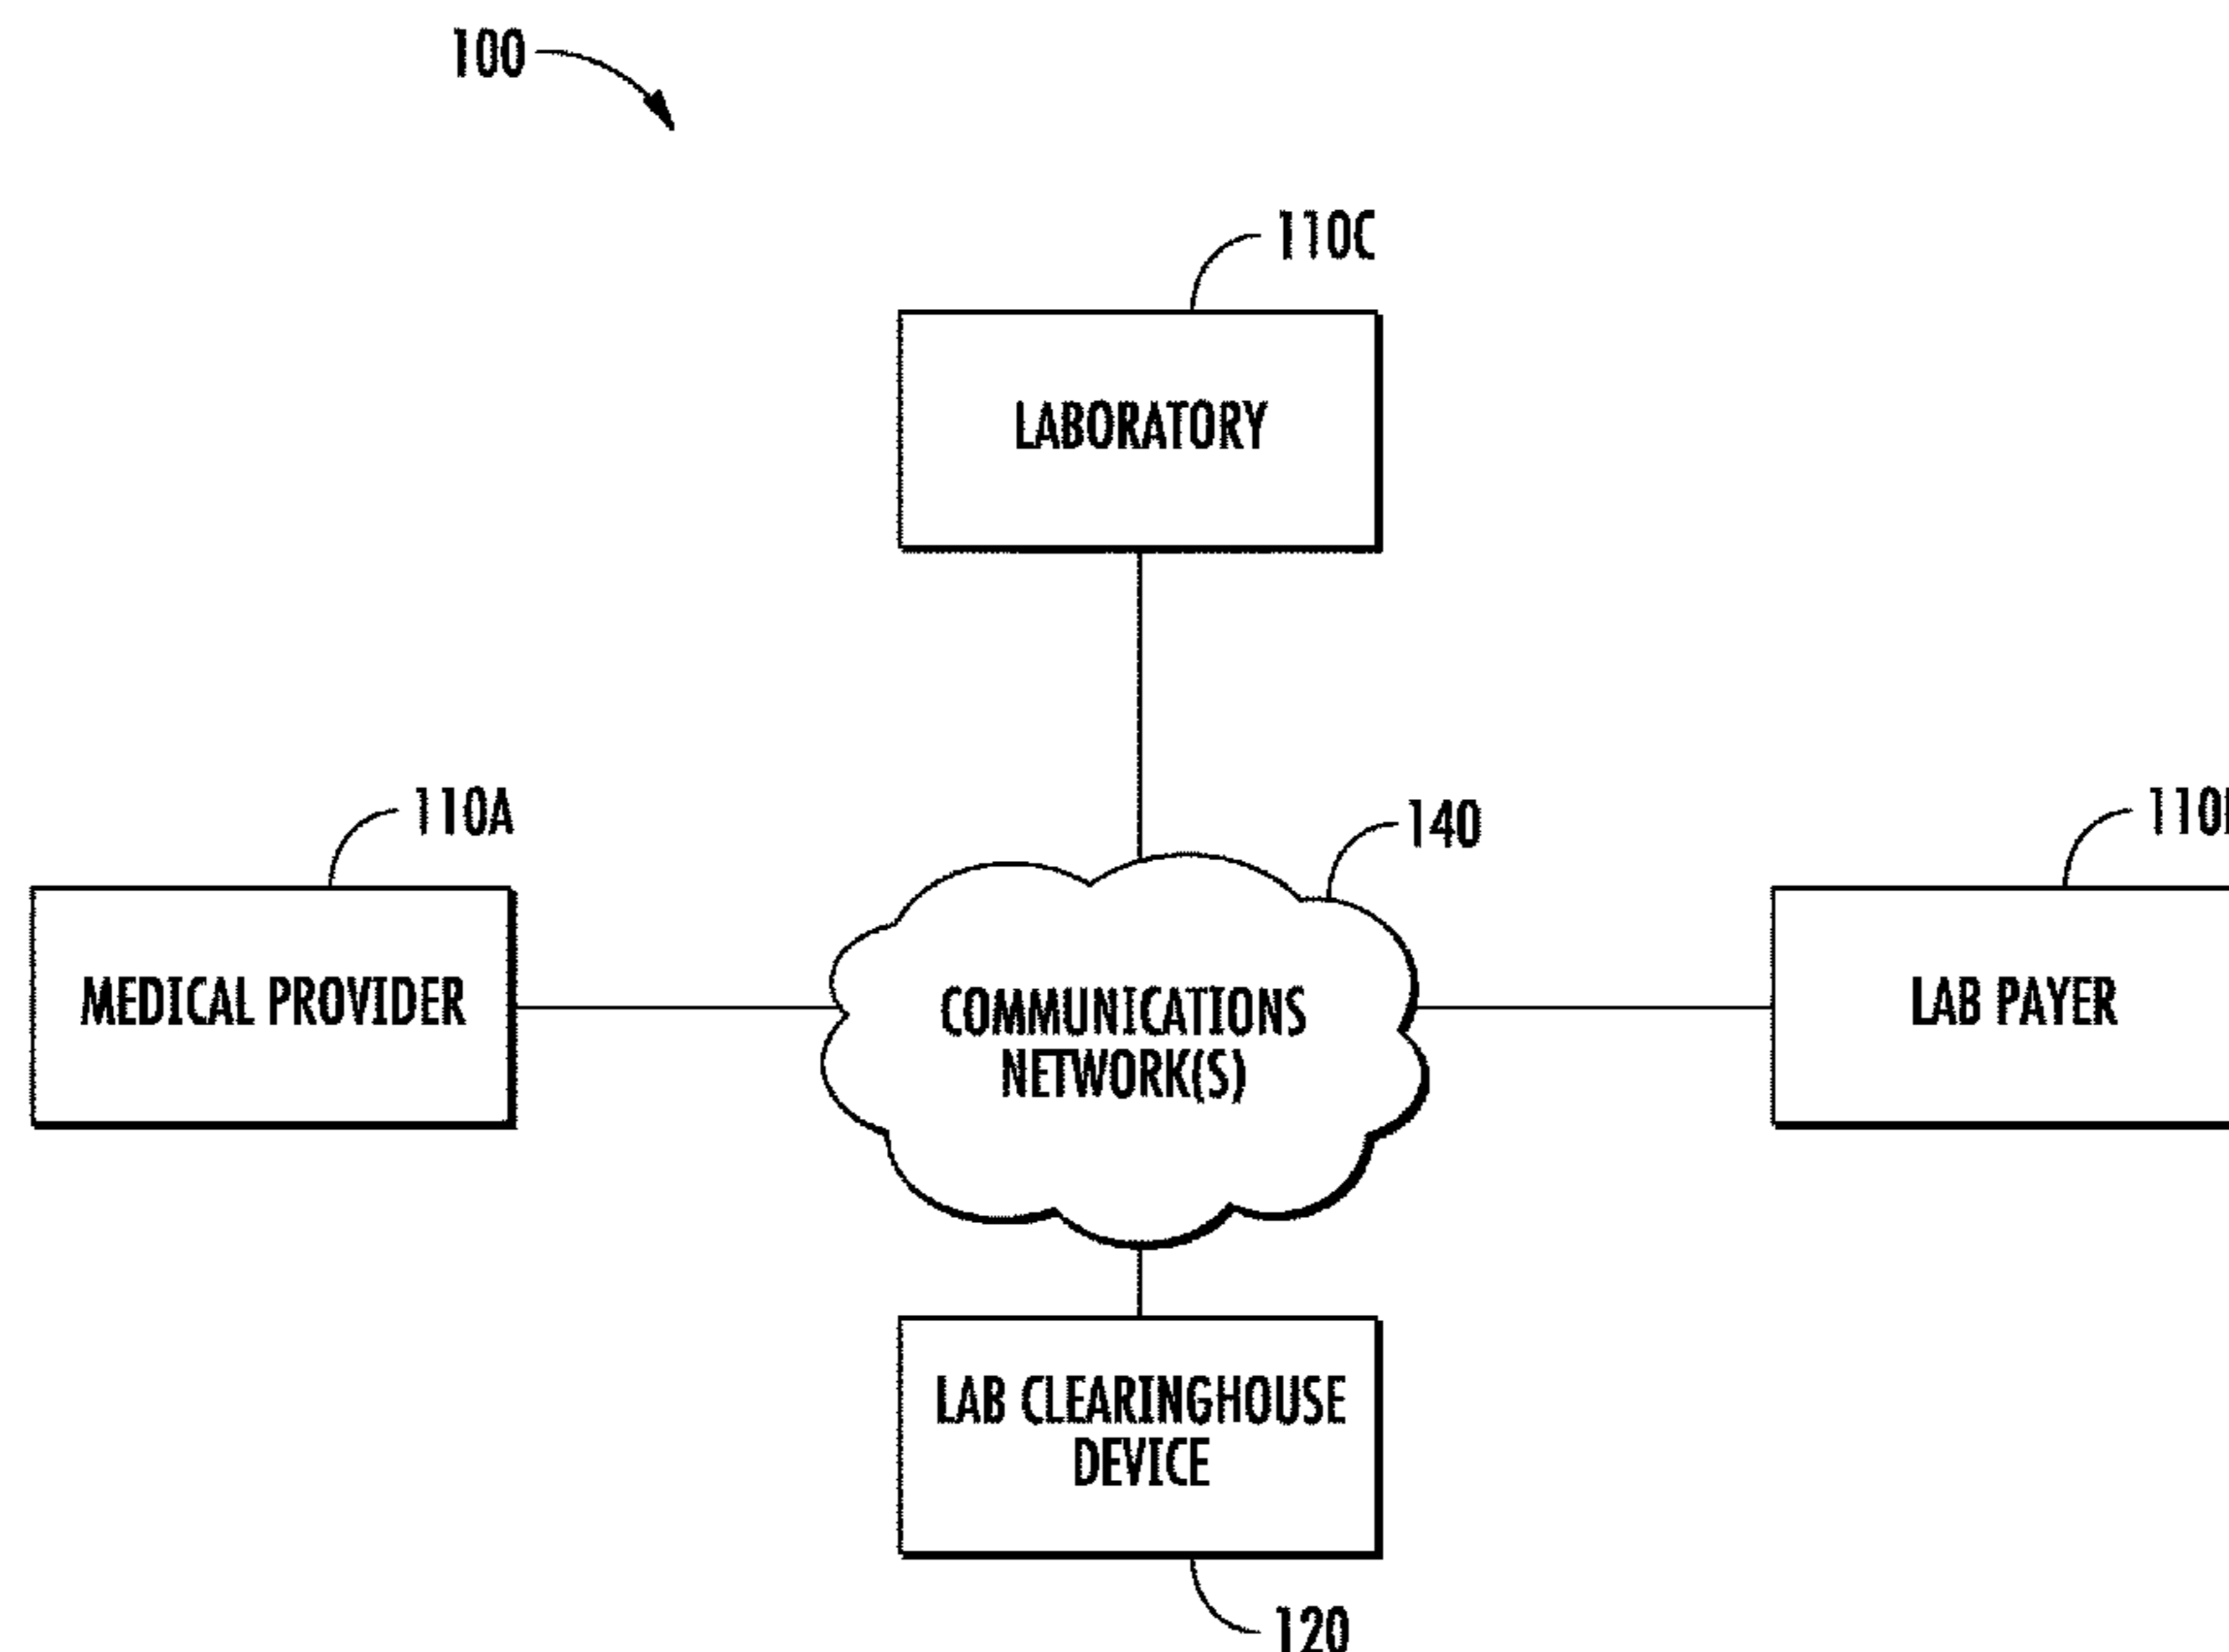 100
110C
LABORATORY
110A
140
MEDICAL PROVIDER
COMMUNICATIONS
NETWORK(S)
LAB PAYER
LAB CLEARINGHOUSE
DEVICE
120